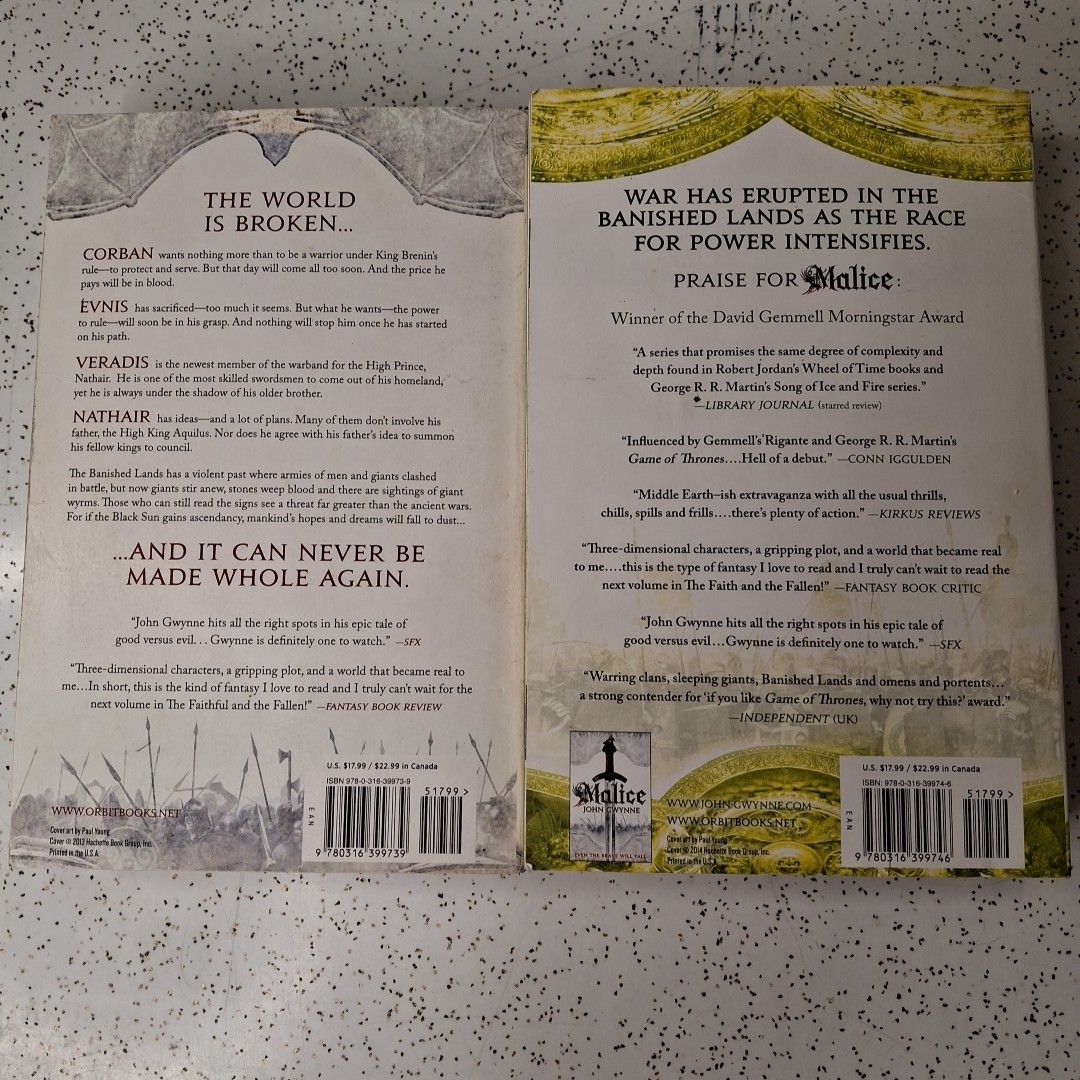 THE WORLD
IS BROKEN...
CORBAN wants nothing more than to be a warrior under King Brenin's
rule—to protect and serve. But that day will come all too soon. And the price he
pays will be in blood.
EVNIS has sacrificed—too much it seems. But what he wants—the power
to rule—will soon be in his grasp. And nothing will stop him once he has started
on his path.
VERADIS is the newest member of the warband for the High Prince,
Nathair. He is one of the most skilled swordsmen to come out of his homeland,
yet he is always under the shadow of his older brother.
NATHAIR has ideas—and a lot of plans. Many of them don't involve his
father, the High King Aquilus. Nor does he agree with his father's idea to summon
his fellow kings to council.
The Banished Lands has a violent past where armies of men and giants clashed
in battle, but now giants stir anew, stones weep blood and there are sightings of giant
wyrms. Those who can still read the signs see a threat far greater than the ancient wars.
For if the Black Sun gains ascendancy, mankind's hopes and dreams will fall to dust...
...AND IT CAN NEVER BE
MADE WHOLE AGAIN.
"John Gwynne hits all the right spots in his epic tale of
good versus evil... Gwynne is definitely one to watch." —SFX
"Three-dimensional characters, a gripping plot, and a world that became real to
me...In short, this is the kind of fantasy I love to read and I truly can't wait for the
next volume in The Faithful and the Fallen!" —FANTASY BOOK REVIEW
WWW.ORBITBOOKS.NET
Cover art by Paul Young
Cover © 2013 Hachette Book Group, Inc.
Printed in the U.S.A.
U.S. $17.99 / $22.99 in Canada
ISBN 978-0-316-39973-9
51799 >
EAN
9 780316 399739
WAR HAS ERUPTED IN THE
BANISHED LANDS AS THE RACE
FOR POWER INTENSIFIES.
PRAISE FOR Malice:
Winner of the David Gemmell Morningstar Award
"A series that promises the same degree of complexity and
depth found in Robert Jordan's Wheel of Time books and
George R. R. Martin's Song of Ice and Fire series."
—LIBRARY JOURNAL (starred review)
"Influenced by Gemmell's Rigante and George R. R. Martin's
Game of Thrones....Hell of a debut." —CONN IGGULDEN
"Middle Earth–ish extravaganza with all the usual thrills,
chills, spills and frills....there's plenty of action." —KIRKUS REVIEWS
"Three-dimensional characters, a gripping plot, and a world that became real
to me....this is the type of fantasy I love to read and I truly can't wait for the
next volume in The Faith and the Fallen!" —FANTASY BOOK CRITIC
"John Gwynne hits all the right spots in his epic tale of
good versus evil...Gwynne is definitely one to watch." —SFX
"Warring clans, sleeping giants, Banished Lands and omens and portents...
a strong contender for 'if you like Game of Thrones, why not try this?' award."
—INDEPENDENT (UK)
Malice
JOHN GWYNNE
EVEN THE BRAVE WILL FALL
WWW.JOHN-GWYNNE.COM
WWW.ORBITBOOKS.NET
Cover art by Paul Young
Cover © 2014 Hachette Book Group, Inc.
Printed in the U.S.A.
U.S. $17.99 / $22.99 in Canada
ISBN: 978-0-316-39974-6
51799 >
EAN
9 780316 399746